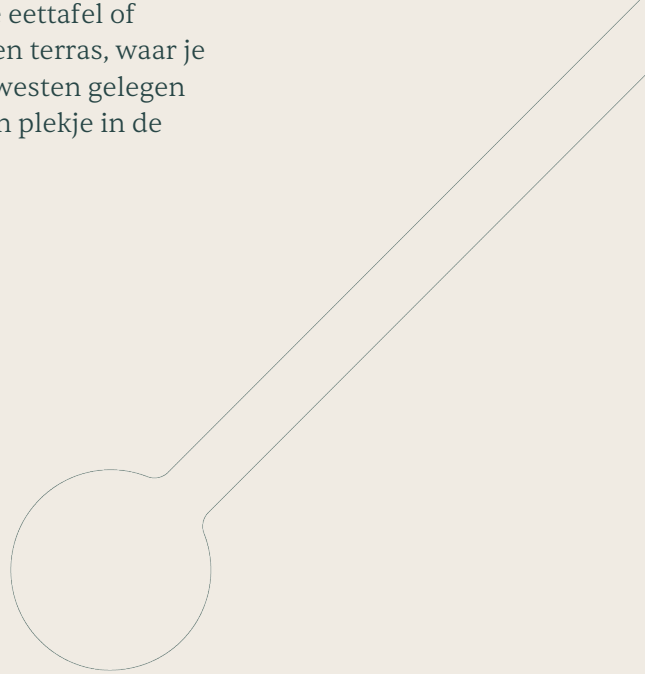 eettafel of
en terras, waar je
westen gelegen
n plekje in de